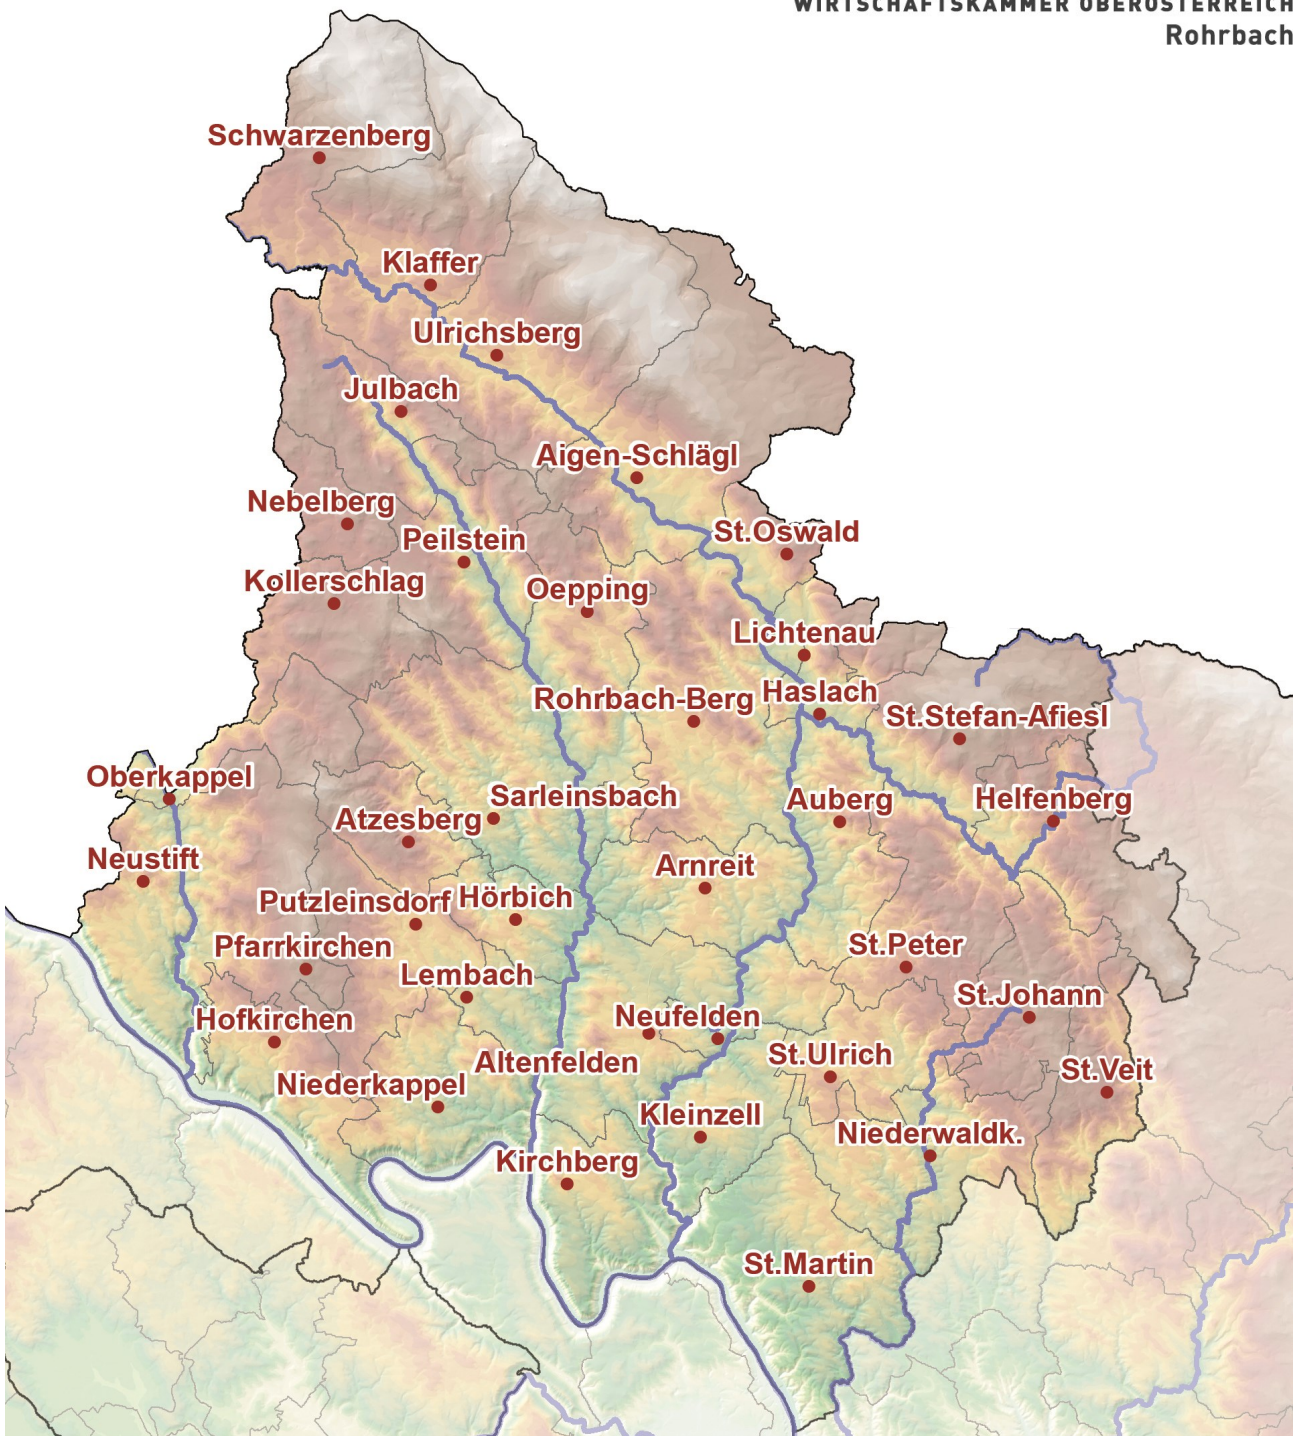 WIRTSCHAFTSKAMMER OBERÖSTERREICH
Rohrbach
Schwarzenberg
Klaffer
Ulrichsberg
Julbach
Aigen-Schlägl
Nebelberg
St.Oswald
Peilstein
Kollerschlag
Oepping
Lichtenau
Rohrbach-Berg
Haslach
St.Stefan-Afiesl
Oberkappel
Sarleinsbach
Auberg
Helfenberg
Atzesberg
Neustift
Arnreit
Putzleinsdorf
Hörbich
Pfarrkirchen
St.Peter
Lembach
St.Johann
Hofkirchen
Neufelden
St.Ulrich
Altenfelden
St.Veit
Niederkappel
Kleinzell
Niederwaldk.
Kirchberg
St.Martin